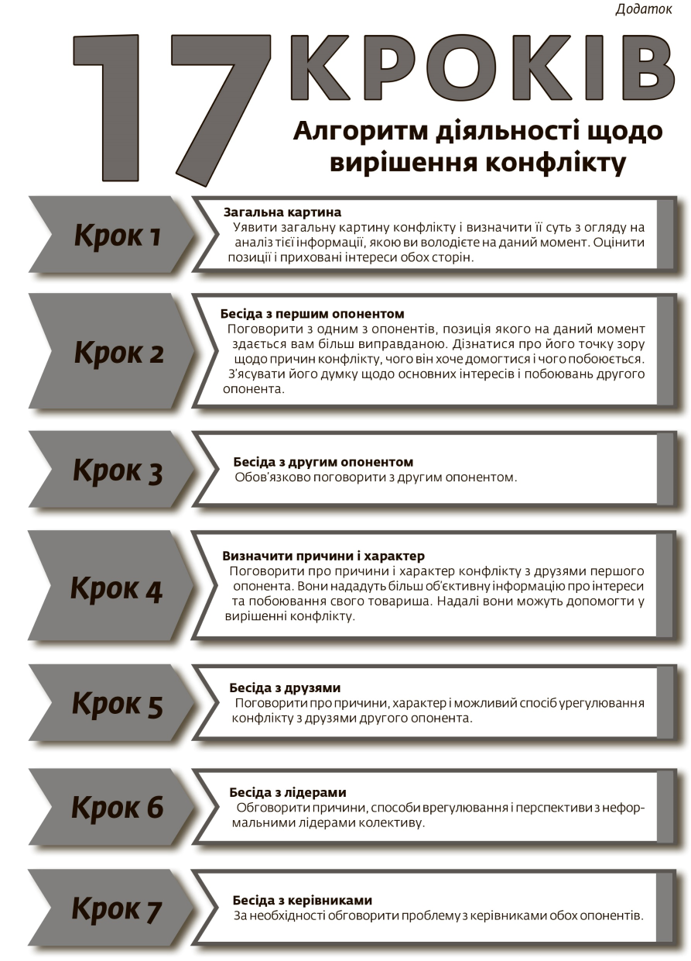 Додаток
17 КРОКІВ
Алгоритм діяльності щодо
вирішення конфлікту
Крок 1
Загальна картина
Уявити загальну картину конфлікту і визначити її суть з огляду на
аналіз тієї інформації, якою ви володієте на даний момент. Оцінити
позиції і приховані інтереси обох сторін.
Крок 2
Бесіда з першим опонентом
Поговорити з одним з опонентів, позиція якого на даний момент
здається вам більш виправданою. Дізнатися про його точку зору
щодо причин конфлікту, чого він хоче домогтися і чого побоюється.
З’ясувати його думку щодо основних інтересів і побоювань другого
опонента.
Крок 3
Бесіда з другим опонентом
Обов’язково поговорити з другим опонентом.
Крок 4
Визначити причини і характер
Поговорити про причини і характер конфлікту з друзями першого
опонента. Вони нададуть більш об’єктивну інформацію про інтереси
та побоювання свого товариша. Надалі вони можуть допомогти у
вирішенні конфлікту.
Крок 5
Бесіда з друзями
Поговорити про причини, характер і можливий спосіб урегулювання
конфлікту з друзями другого опонента.
Крок 6
Бесіда з лідерами
Обговорити причини, способи врегулювання і перспективи з нефор-
мальними лідерами колективу.
Крок 7
Бесіда з керівниками
За необхідності обговорити проблему з керівниками обох опонентів.